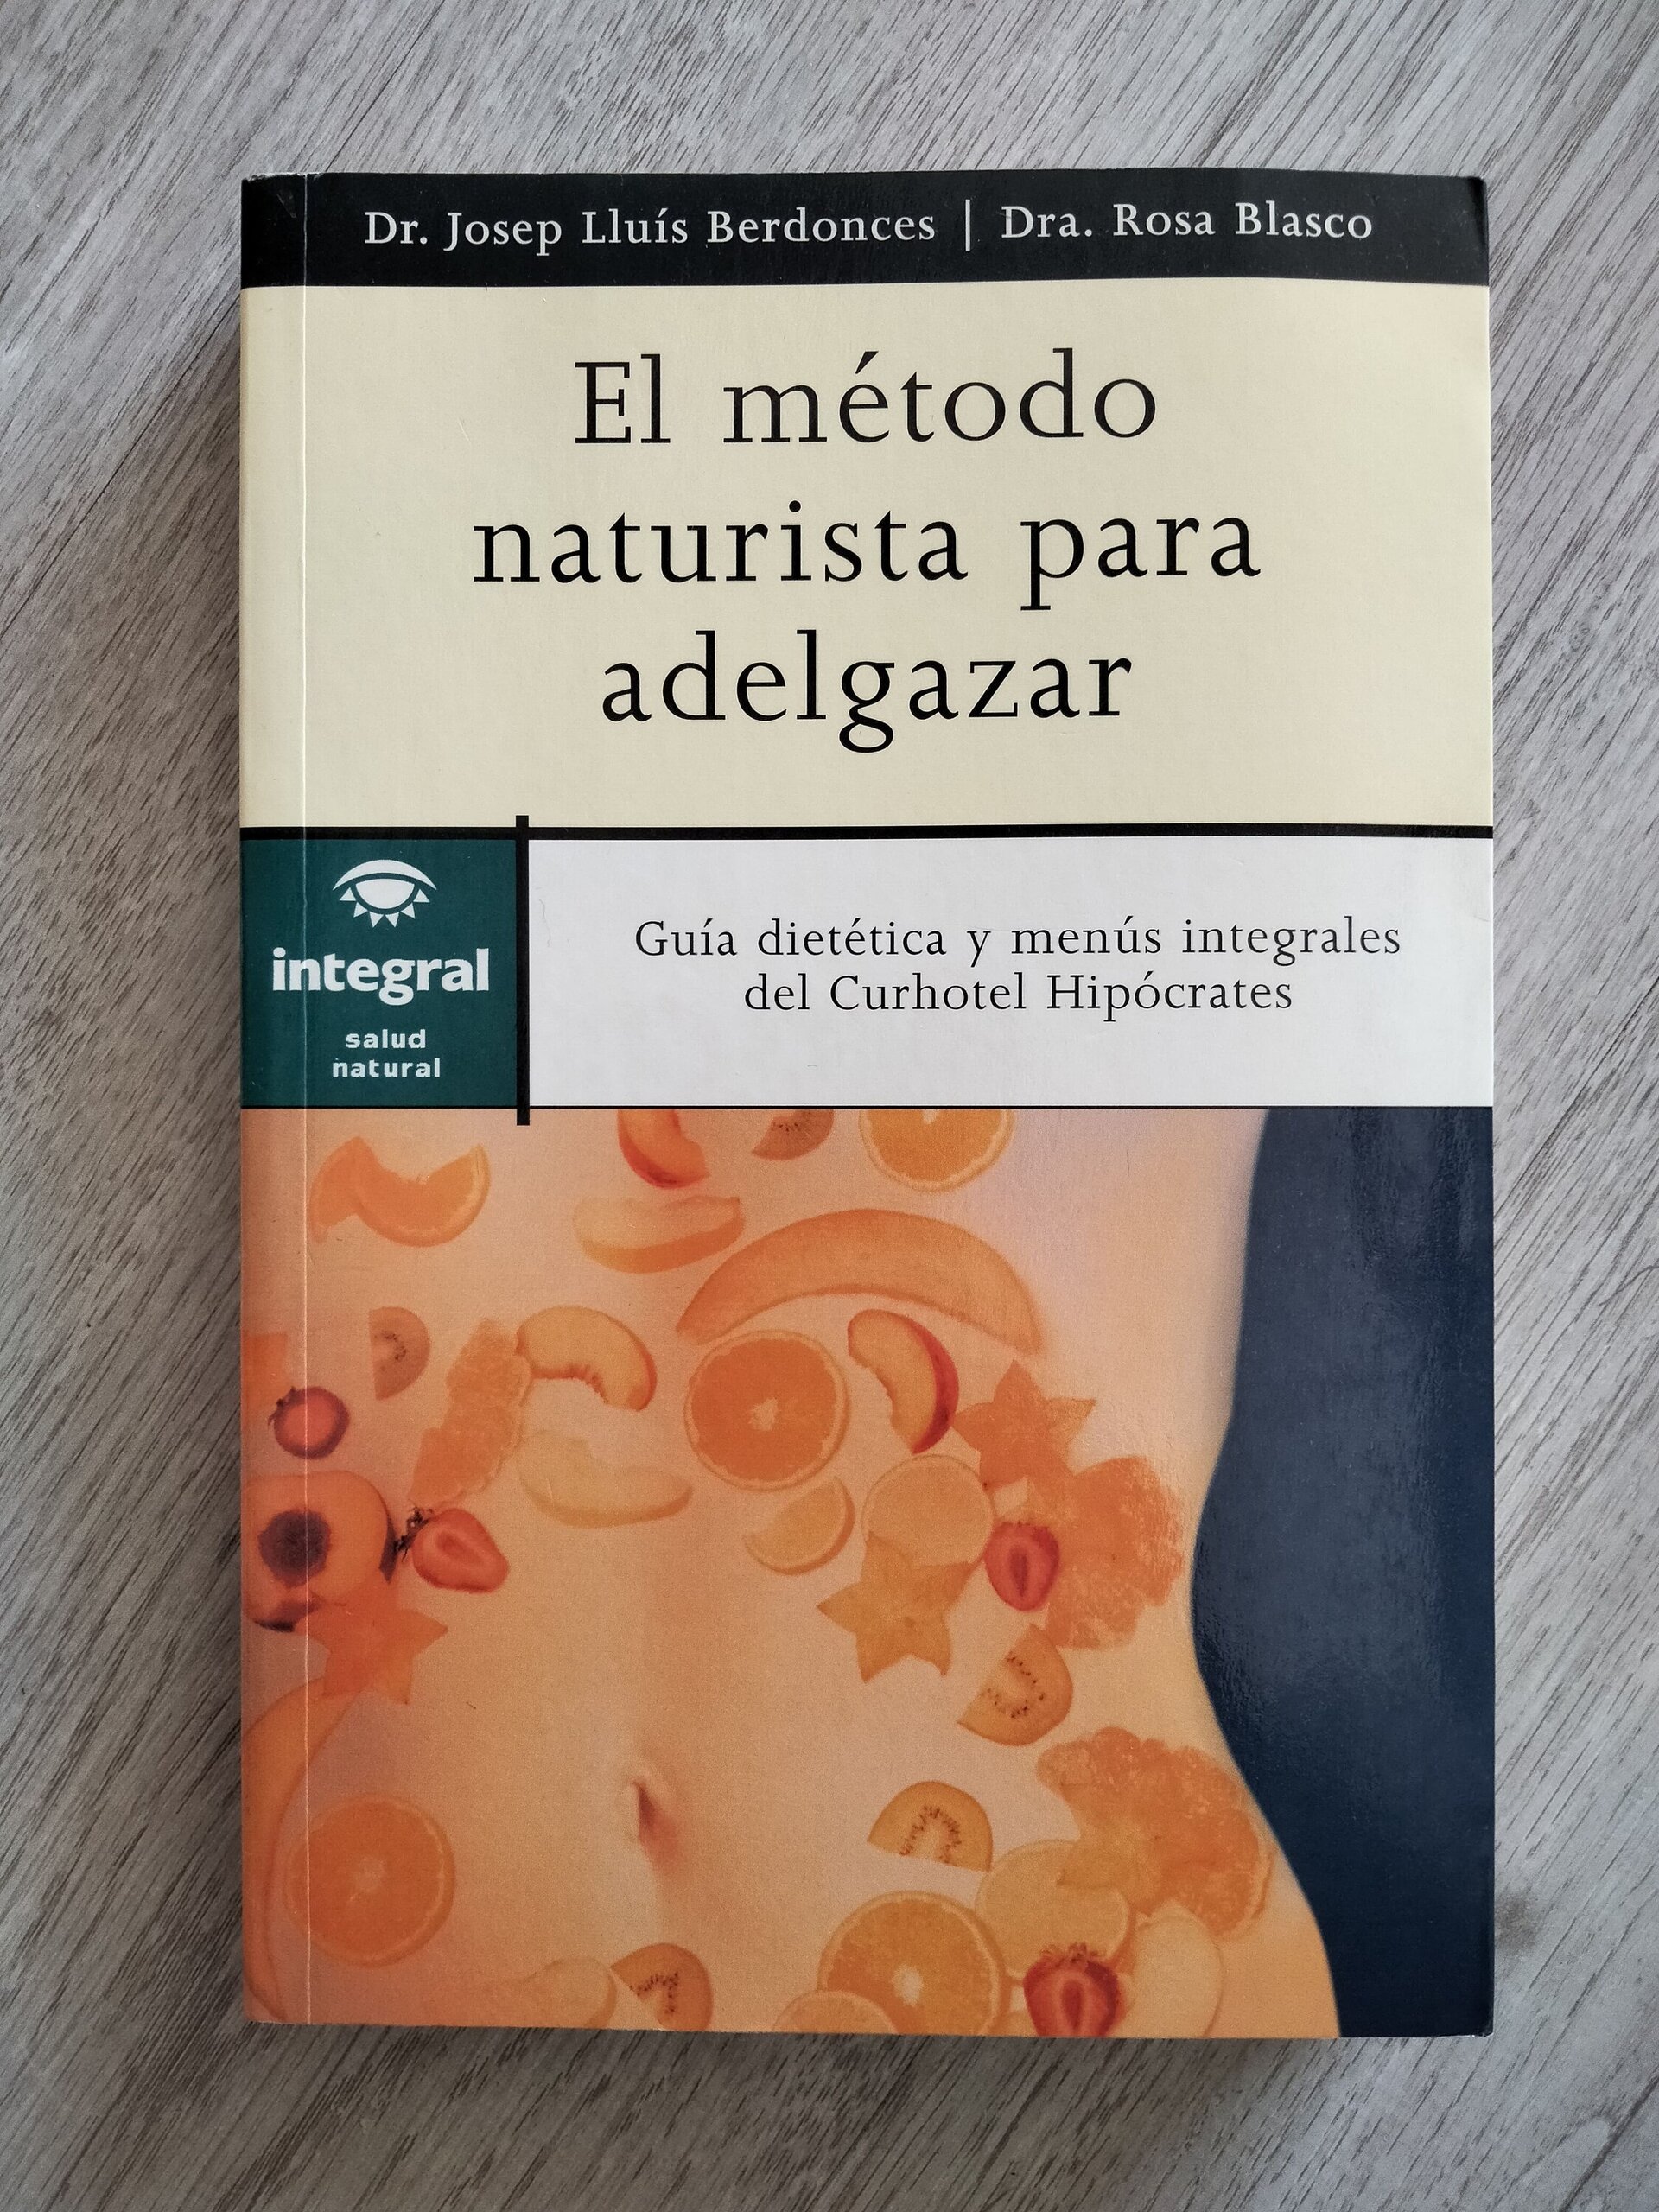 Dr. Josep Lluís Berdonces | Dra. Rosa Blasco
El método
naturista para
adelgazar
integral
salud
natural
Guía dietética y menús integrales
del Curhotel Hipócrates